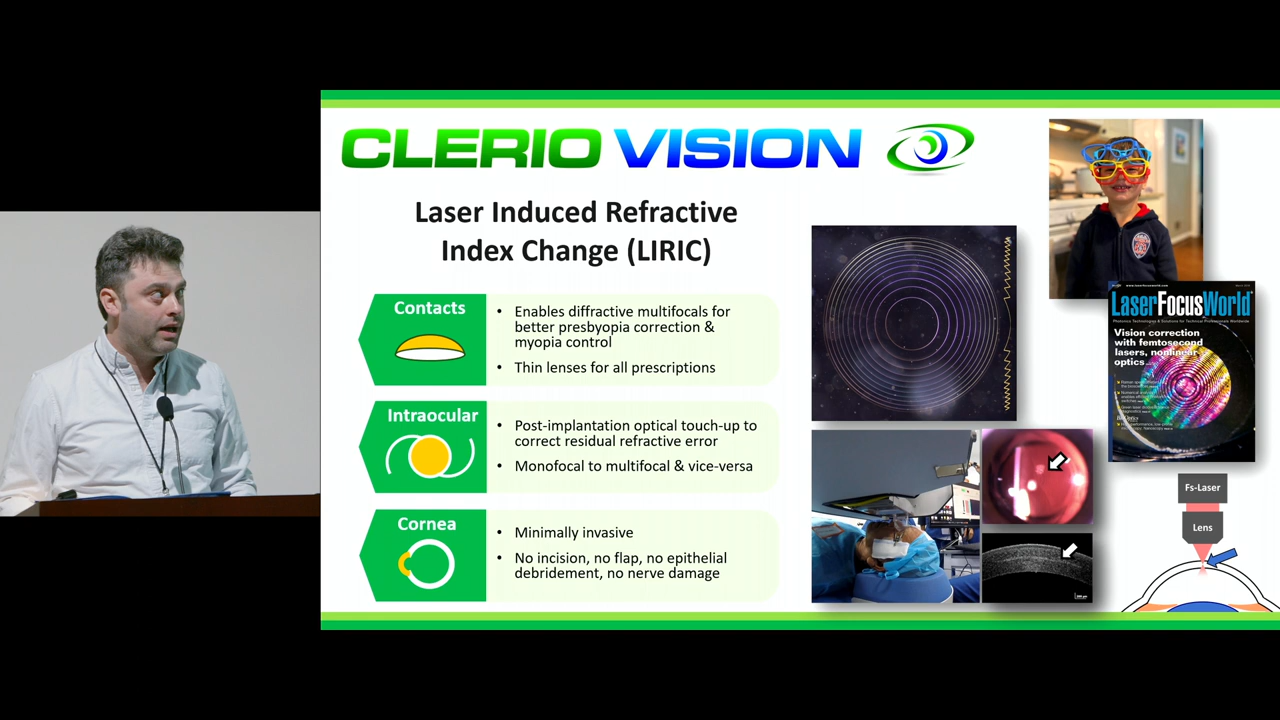 CLERIO VISION
Laser Induced Refractive
Index Change (LIRIC)
Contacts
• Enables diffractive multifocals for
better presbyopia correction &
myopia control
• Thin lenses for all prescriptions
Intraocular
• Post-implantation optical touch-up to
correct residual refractive error
• Monofocal to multifocal & vice-versa
Cornea
• Minimally invasive
• No incision, no flap, no epithelial
debridement, no nerve damage
LaserFocusWorld
Vision correction
with femtosecond
lasers, nonlinear
optics
Fs-Laser
Lens